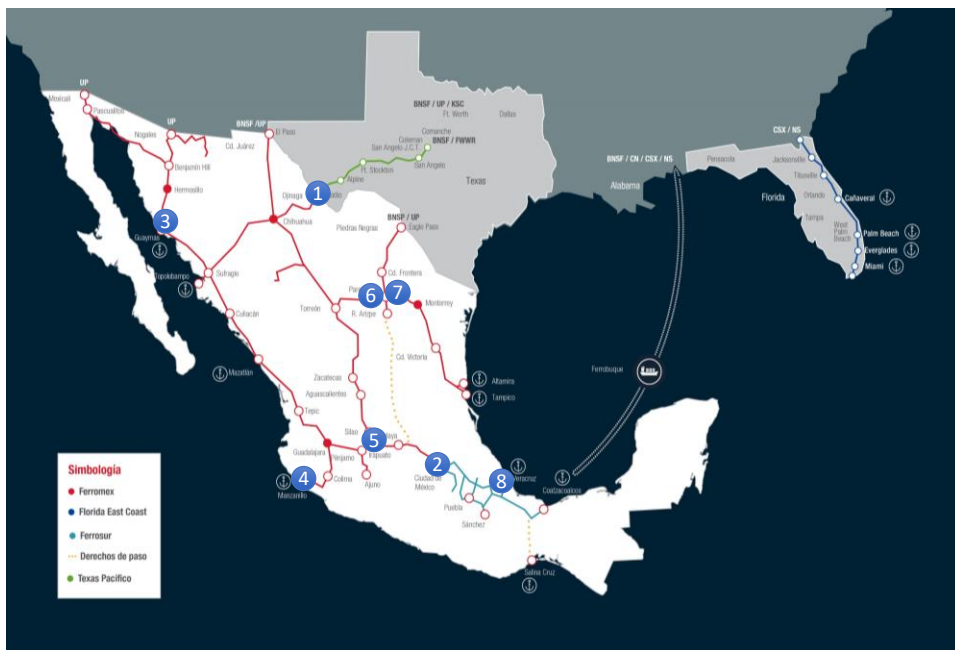 UP
Mexicali
Pascualitos
Nogales
UP
Benjamín Hill
Hermosillo
3
Guaymas
Topolobampo
Sufragio
Culiacán
Mazatlán
Tepic
BNSF /UP
El Paso
Cd. Juárez
Ojinaga
1
Chihuahua
Alpine
Ft. Stockton
San Angelo J.C.T.
San Angelo
Coleman
BNSF / FWWR
Comanche
BNSF / UP / KSC
Ft. Worth
Dallas
Texas
Piedras Negras
BNSF / UP
Eagle Pass
Cd. Frontera
6
7
Monterrey
R. Arizpe
Torreón
Cd. Victoria
Altamira
Tampico
Zacatecas
Aguascalientes
Silao
5
Irapuato
Guadalajara
Pénjamo
Ajuno
4
Colima
Manzanillo
2
Ciudad de
México
Puebla
Sánchez
8
Veracruz
Coatzacoalcos
Salina Cruz
Ferrobuque
BNSF / CN / CSX / NS
Alabama
Pensacola
CSX / NS
Jacksonville
Titusville
Florida
Orlando
Cañaveral
Tampa
West
Palm
Beach
Palm Beach
Everglades
Miami
Simbología
Ferromex
Florida East Coast
Ferrosur
Derechos de paso
Texas Pacífico